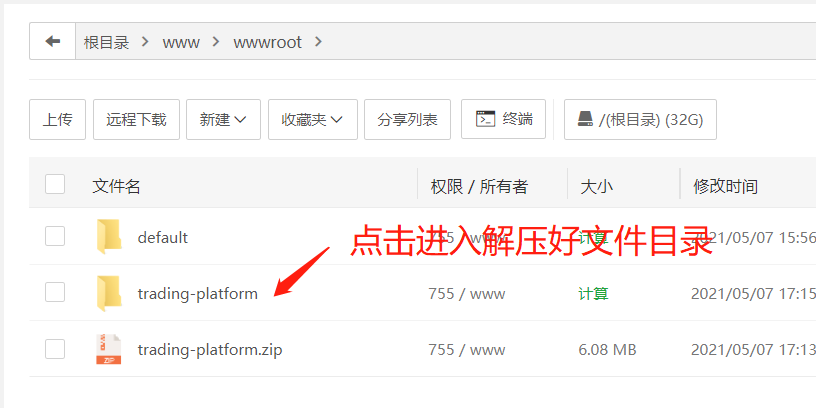 根目录 > www > wwwroot >
上传 远程下载 新建 收藏夹 分享列表 终端 /(根目录) (32G)
文件名 权限 / 所有者 大小 修改时间
default 755 / www 计算 2021/05/07 15:56
点击进入解压好文件目录
trading-platform 755 / www 计算 2021/05/07 17:15
trading-platform.zip 755 / www 6.08 MB 2021/05/07 17:13